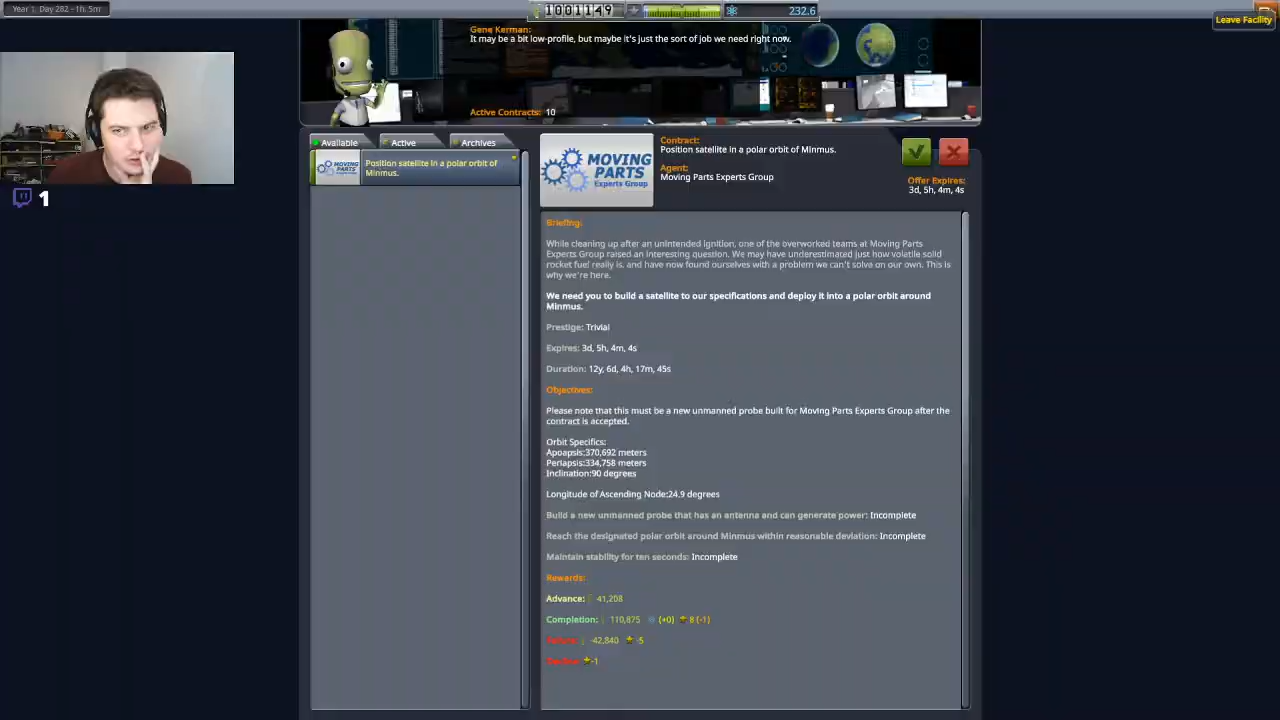 Year 1, Day 282 - 1h, 5m
1001149
232.6
Leave Facility
Gene Kerman:
It may be a bit low-profile, but maybe it's just the sort of job we need right now.
Active Contracts: 10
Available
Active
Archives
Position satellite in a polar orbit of
Minmus.
MOVING
PARTS
Experts Group
MOVING
PARTS
Experts Group
Contract:
Position satellite in a polar orbit of Minmus.
Agent:
Moving Parts Experts Group
Offer Expires:
3d, 5h, 4m, 4s
1
Briefing:
While cleaning up after an unintended ignition, one of the overworked teams at Moving Parts
Experts Group raised an interesting question. We may have underestimated just how volatile solid
rocket fuel really is, and have now found ourselves with a problem we can't solve on our own. This is
why we're here.
We need you to build a satellite to our specifications and deploy it into a polar orbit around
Minmus.
Prestige: Trivial
Expires: 3d, 5h, 4m, 4s
Duration: 12y, 6d, 4h, 17m, 45s
Objectives:
Please note that this must be a new unmanned probe built for Moving Parts Experts Group after the
contract is accepted.
Orbit Specifics:
Apoapsis:370,692 meters
Periapsis:334,758 meters
Inclination:90 degrees
Longitude of Ascending Node:24.9 degrees
Build a new unmanned probe that has an antenna and can generate power: Incomplete
Reach the designated polar orbit around Minmus within reasonable deviation: Incomplete
Maintain stability for ten seconds: Incomplete
Rewards:
Advance: 41,208
Completion: 110,875 (+0) 8 (-1)
Failure: -42,840 -5
Decline: -1